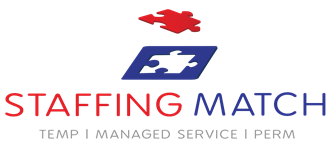 STAFFING MATCH
TEMP | MANAGED SERVICE | PERM